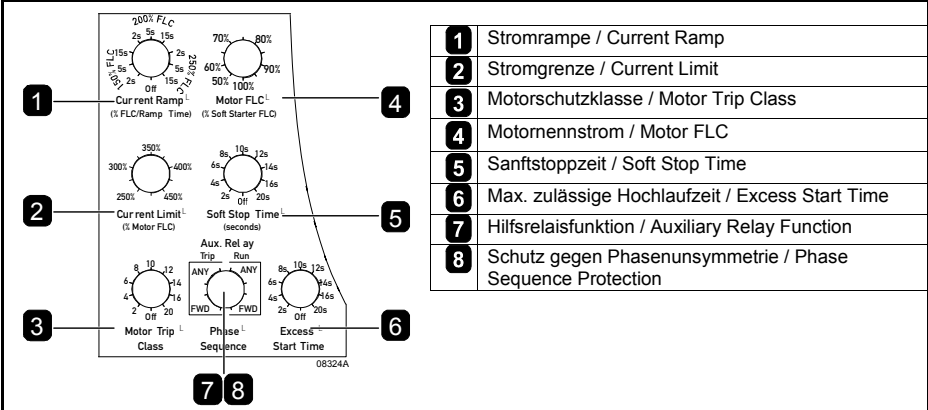 200% FLC
2s 5s 15s
15s 2s
5s 5s
2s 15s
Off
150% FLC
250% FLC
1
Current Ramp
(% FLC/Ramp Time)
70% 80%
60% 90%
50% 100%
Motor FLC
(% Soft Starter FLC)
4
350%
300% 400%
250% 450%
2
Current Limit
(% Motor FLC)
8s 10s 12s
6s 14s
4s 16s
2s Off 20s
Soft Stop Time
(seconds)
5
Aux. Relay
Trip Run
ANY ANY
FWD FWD
Phase
Sequence
7 8
8 10 12
6 14
4 16
2 Off 20
3
Motor Trip
Class
8s 10s 12s
6s 14s
4s 16s
2s Off 20s
Excess
Start Time
6
08324A
1 Stromrampe / Current Ramp
2 Stromgrenze / Current Limit
3 Motorschutzklasse / Motor Trip Class
4 Motornennstrom / Motor FLC
5 Sanftstoppzeit / Soft Stop Time
6 Max. zulässige Hochlaufzeit / Excess Start Time
7 Hilfsrelaisfunktion / Auxiliary Relay Function
8 Schutz gegen Phasenunsymmetrie / Phase
Sequence Protection